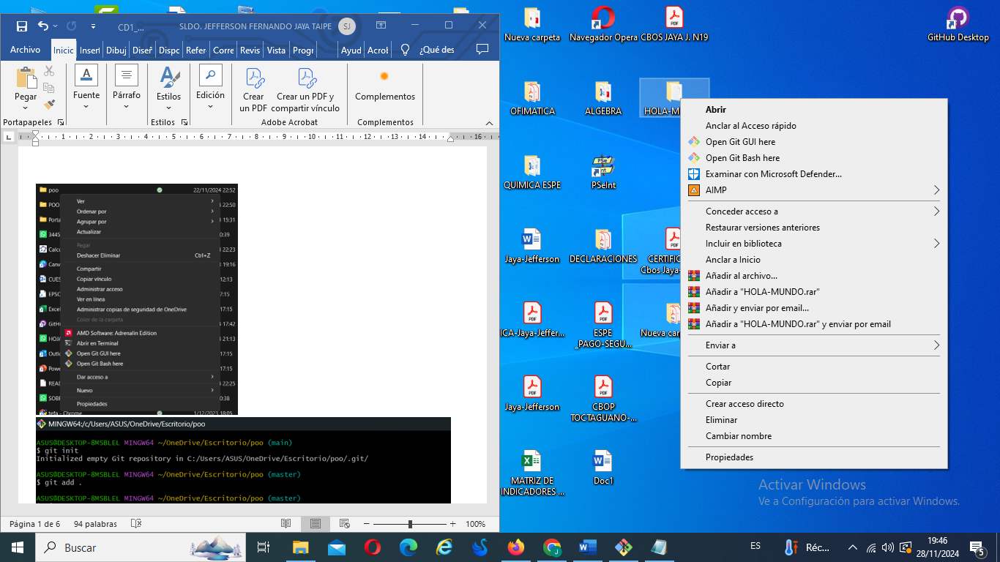 CD1_...
SLDO. JEFFERSON FERNANDO JAYA TAIPE
SJ
Archivo
Inicic
Insert
Dibuj
Diseñ
Dispc
Refer
Corre
Revis
Vista
Progr
Ayud
Acrob
¿Qué des
Pegar
Fuente
Párrafo
Estilos
Edición
Crear
un PDF
Crear un PDF y
compartir vínculo
Complementos
Portapapeles
Estilos
Adobe Acrobat
Complementos
1 2 3 4 5 6 7 8 9 10 11 12 13 14 16
poo
22/11/2024 22:52
POO
22:50
Porta
15:31
3445
0:39
Calcu
22:23
Canv
19:16
CUES
12:13
EPSC
7:15
Excel
17:15
GitH
17:42
HOJA
21:13
Outlo
17:15
Powe
17:15
READ
22:25
SOBI
0:38
Ver
Ordenar por
Agrupar por
Actualizar
Pegar
Deshacer Eliminar
Ctrl+Z
Compartir
Copiar vínculo
Administrar acceso
Ver en línea
Administrar copias de seguridad de OneDrive
Color de la carpeta
AMD Software: Adrenalin Edition
Abrir en Terminal
Open Git GUI here
Open Git Bash here
Dar acceso a
Nuevo
Propiedades
tefa - Chrome
1/12/2023 18:05
MINGW64:/c/Users/ASUS/OneDrive/Escritorio/poo
ASUS@DESKTOP-8MSBLEL MINGW64 ~/OneDrive/Escritorio/poo (main)
$ git init
Initialized empty Git repository in C:/Users/ASUS/OneDrive/Escritorio/poo/.git/
ASUS@DESKTOP-8MSBLEL MINGW64 ~/OneDrive/Escritorio/poo (master)
$ git add .
ASUS@DESKTOP-8MSBLEL MINGW64 ~/OneDrive/Escritorio/poo (master)
Página 1 de 6
94 palabras
100%
Nueva carpeta
Navegador Opera
CBOS JAYA J. N19
GitHub Desktop
OFIMATICA
ALGEBRA
HOLA-M
QUIMICA ESPE
PSeInt
Jaya-Jefferson
DECLARACIONES
CERTIFIC
Cbos Jaya-
ICA-Jaya-Jeffer...
ESPE
_PAGO-SEGU...
Nueva carp
Jaya-Jefferson
CBOP
TOCTAGUANO-...
MATRIZ DE
INDICADORES ...
Doc1
Abrir
Anclar al Acceso rápido
Open Git GUI here
Open Git Bash here
Examinar con Microsoft Defender...
AIMP
Conceder acceso a
Restaurar versiones anteriores
Incluir en biblioteca
Anclar a Inicio
Añadir al archivo...
Añadir a "HOLA-MUNDO.rar"
Añadir y enviar por email...
Añadir a "HOLA-MUNDO.rar" y enviar por email
Enviar a
Cortar
Copiar
Crear acceso directo
Eliminar
Cambiar nombre
Propiedades
Activar Windows
Ve a Configuración para activar Windows.
Buscar
ES
Réc...
19:46
28/11/2024
5